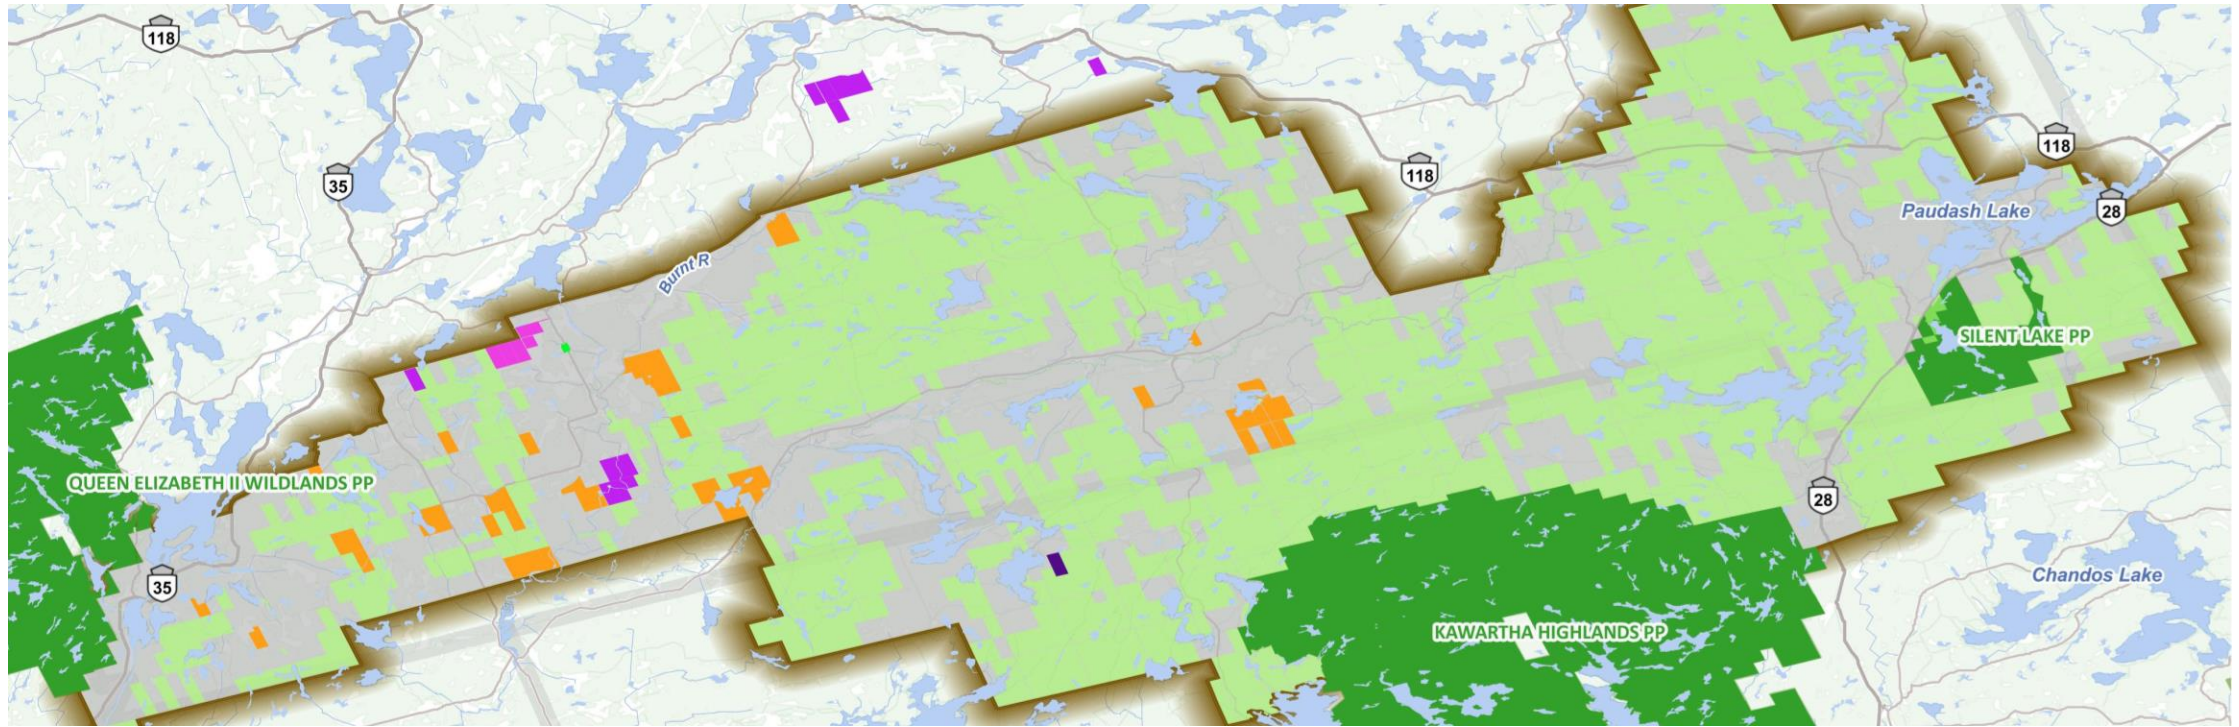 118
35
118
118
Paudash Lake
28
Burnt R
SILENT LAKE PP
QUEEN ELIZABETH II WILDLANDS PP
28
35
Chandos Lake
KAWARTHA HIGHLANDS PP